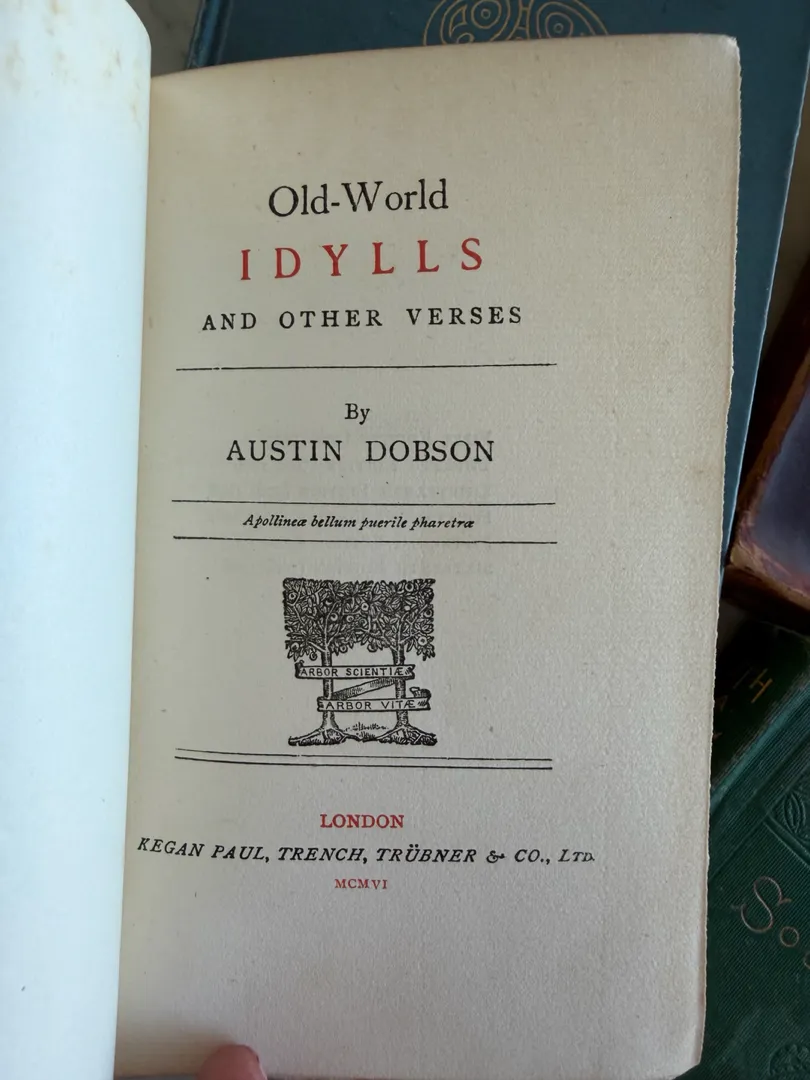 Old-World
IDYLLS
AND OTHER VERSES
By
AUSTIN DOBSON
Apollineæ bellum puerile pharetræ
ARBOR SCIENTIÆ
ARBOR VITÆ
LONDON
KEGAN PAUL, TRENCH, TRÜBNER & CO., LTD.
MCMVI